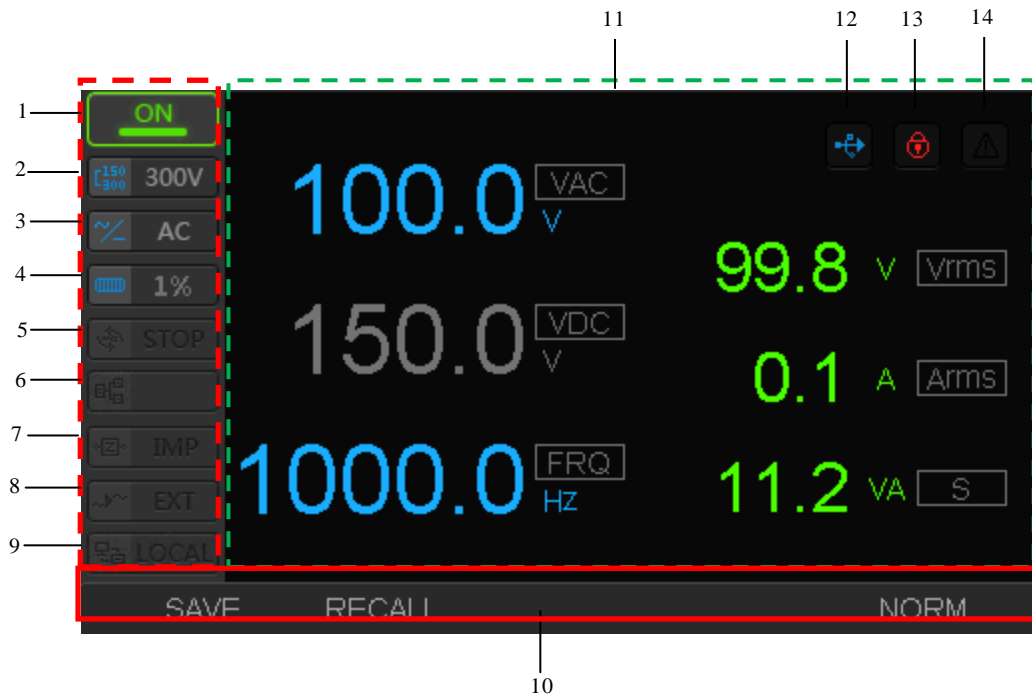 11 12 13 14
1 ON
2 150 300 300V
3 AC
4 1%
5 STOP
6
7 Z IMP
8 EXT
9 LOCAL
100.0 VAC
V
150.0 VDC
V
1000.0 FRQ
Hz
99.8 V Vrms
0.1 A Arms
11.2 VA S
SAVE RECALL NORM
10